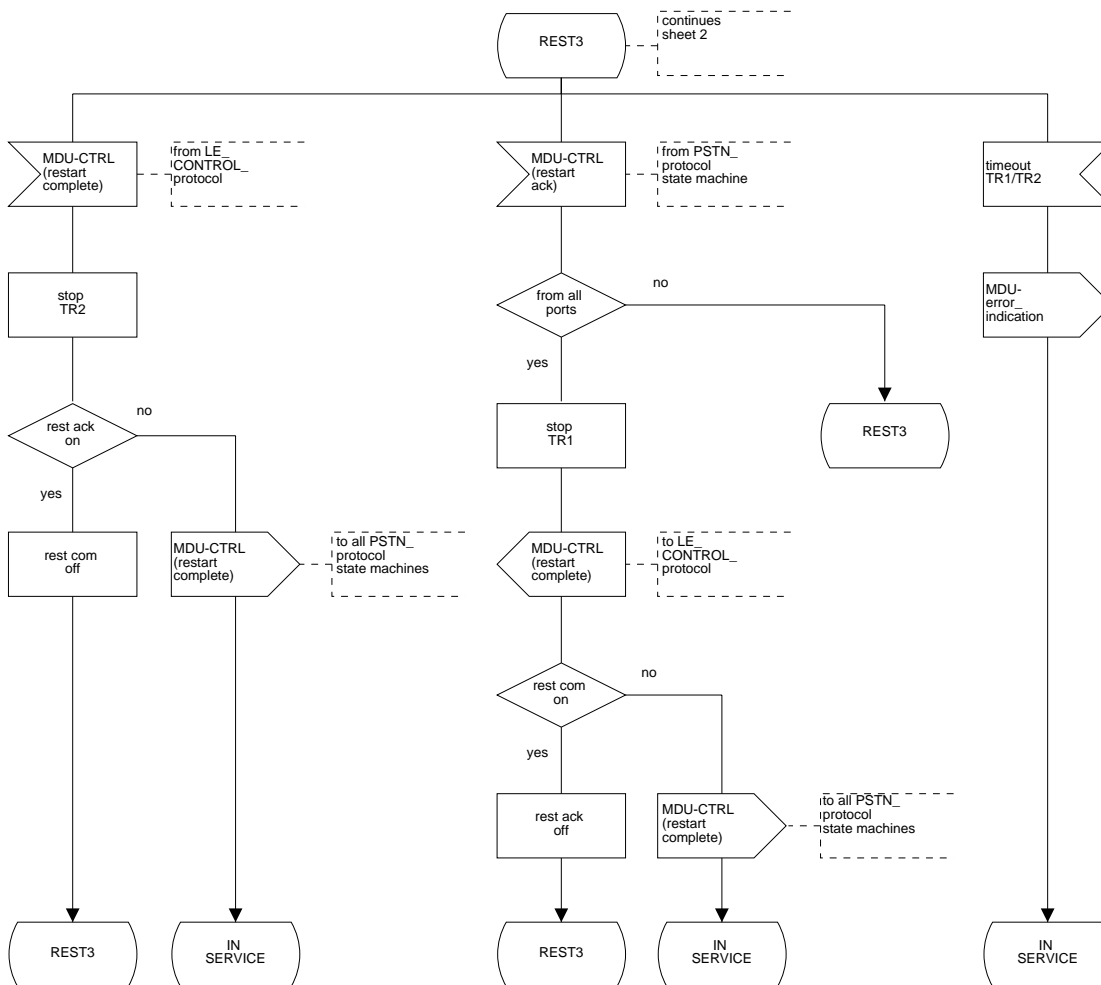 REST3
continues
sheet 2
MDU-CTRL
(restart
complete)
from LE_
CONTROL_
protocol
MDU-CTRL
(restart
ack)
from PSTN_
protocol
state machine
timeout
TR1/TR2
stop
TR2
from all
ports
no
yes
MDU-
error_
indication
rest ack
on
no
yes
stop
TR1
REST3
rest com
off
MDU-CTRL
(restart
complete)
to all PSTN_
protocol
state machines
MDU-CTRL
(restart
complete)
to LE_
CONTROL_
protocol
rest com
on
no
yes
rest ack
off
MDU-CTRL
(restart
complete)
to all PSTN_
protocol
state machines
REST3
IN
SERVICE
REST3
IN
SERVICE
IN
SERVICE